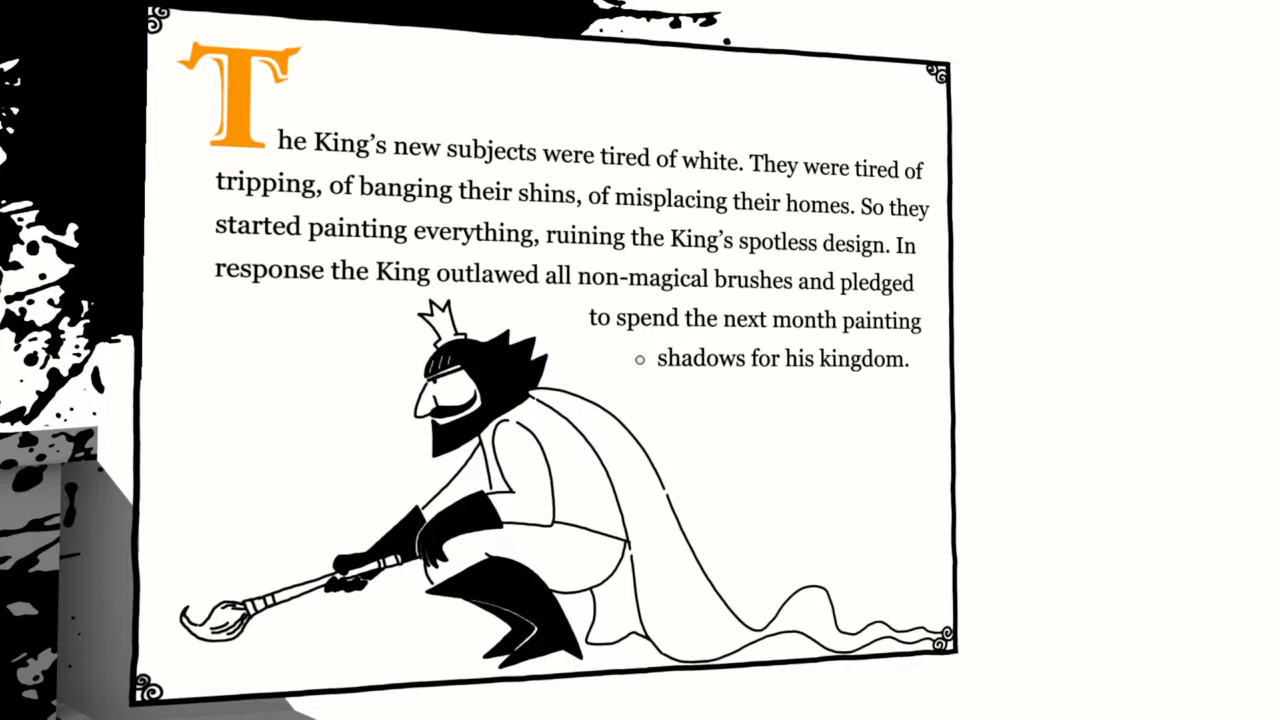 The King’s new subjects were tired of white. They were tired of
tripping, of banging their shins, of misplacing their homes. So they
started painting everything, ruining the King’s spotless design. In
response the King outlawed all non-magical brushes and pledged
to spend the next month painting
shadows for his kingdom.